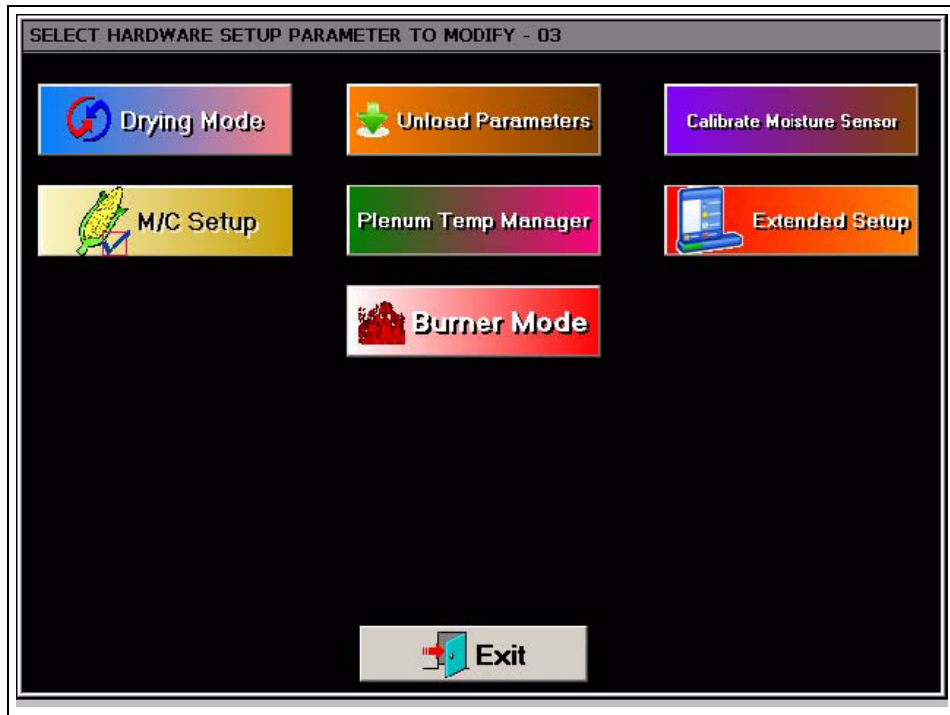 SELECT HARDWARE SETUP PARAMETER TO MODIFY - 03
Drying Mode
Unload Parameters
Calibrate Moisture Sensor
M/C Setup
Plenum Temp Manager
Extended Setup
Burner Mode
Exit